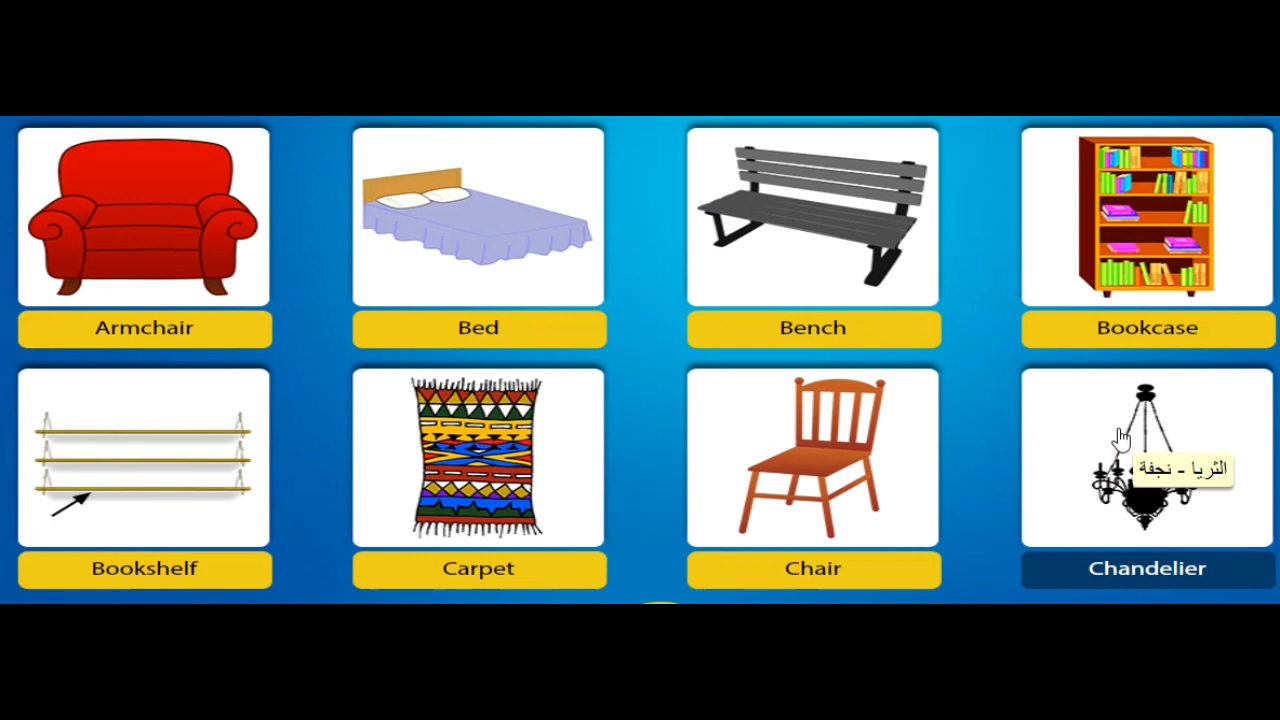 Armchair
Bed
Bench
Bookcase
الثريا - نجفة
Bookshelf
Carpet
Chair
Chandelier